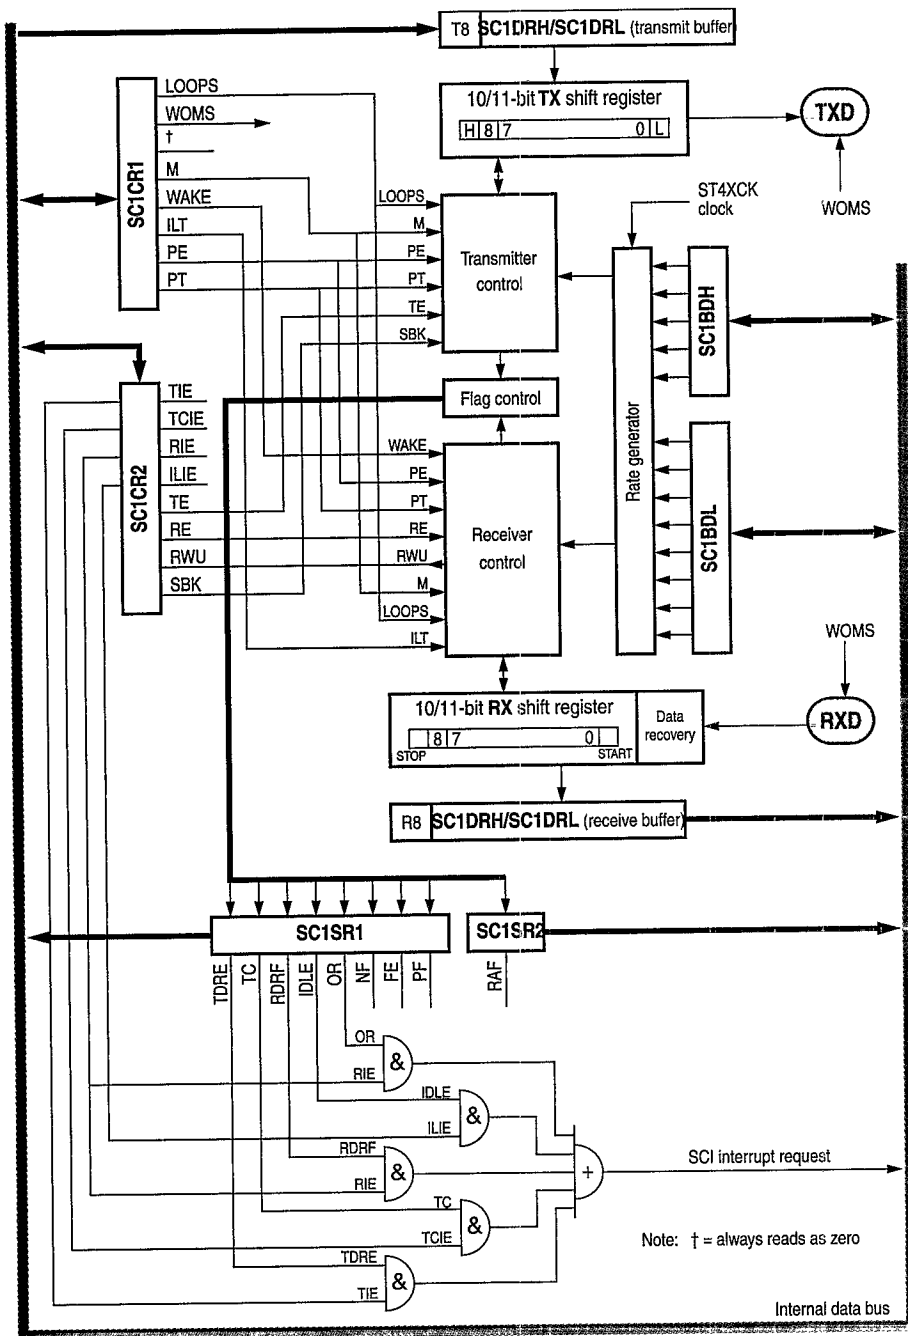 T8 SC1DRH/SC1DRL (transmit buffer)
10/11-bit TX shift register
H 8 7 0 L
TXD
WOMS
ST4XCK
clock
SC1CR1
LOOPS
WOMS
†
M
WAKE
ILT
PE
PT
LOOPS
M
PE
PT
TE
SBK
Transmitter
control
Rate generator
SC1BDH
SC1BDL
Flag control
SC1CR2
TIE
TCIE
RIE
ILIE
TE
RE
RWU
SBK
WAKE
PE
PT
RE
RWU
M
LOOPS
ILT
Receiver
control
WOMS
RXD
10/11-bit RX shift register
8 7 0
STOP START
Data
recovery
R8 SC1DRH/SC1DRL (receive buffer)
SC1SR1
SC1SR2
TDRE
TC
RDRF
IDLE
OR
NF
FE
PF
RAF
OR
RIE
&
IDLE
ILIE
&
RDRF
RIE
&
TC
TCIE
&
TDRE
TIE
&
+
SCI interrupt request
Note: † = always reads as zero
Internal data bus